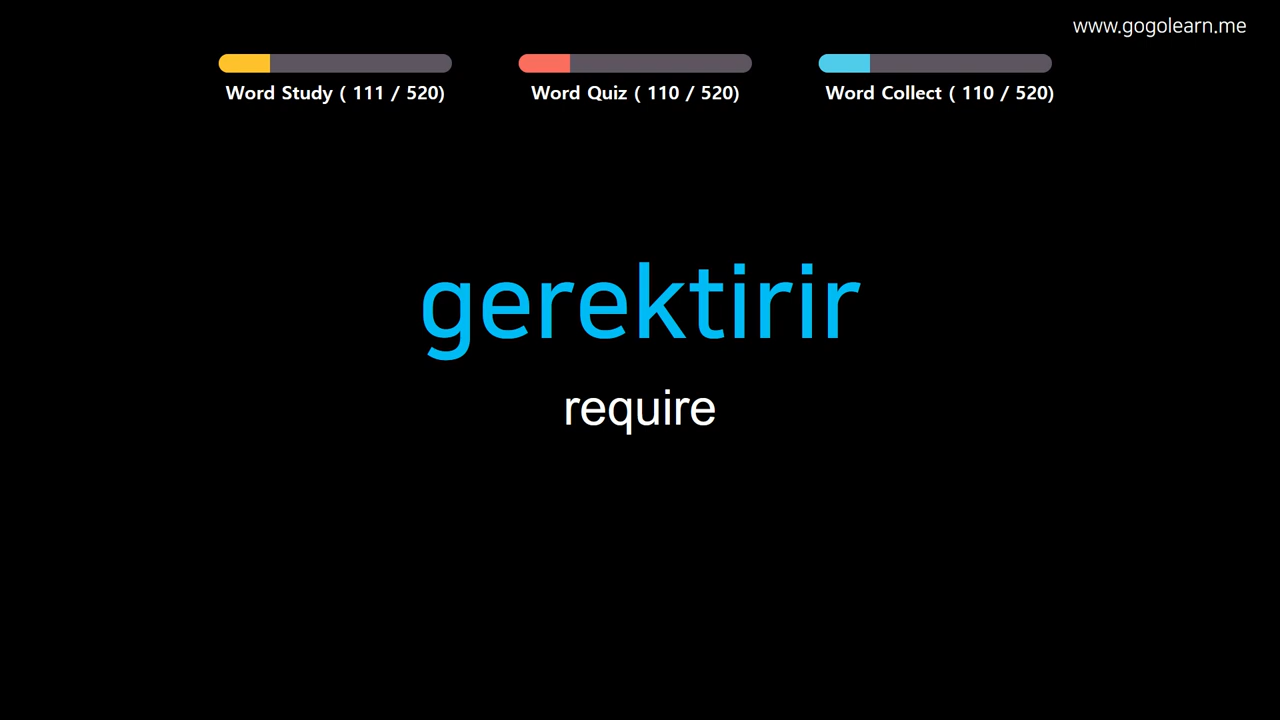 www.gogolearn.me
Word Study ( 111 / 520)
Word Quiz ( 110 / 520)
Word Collect ( 110 / 520)
gerektirir
require